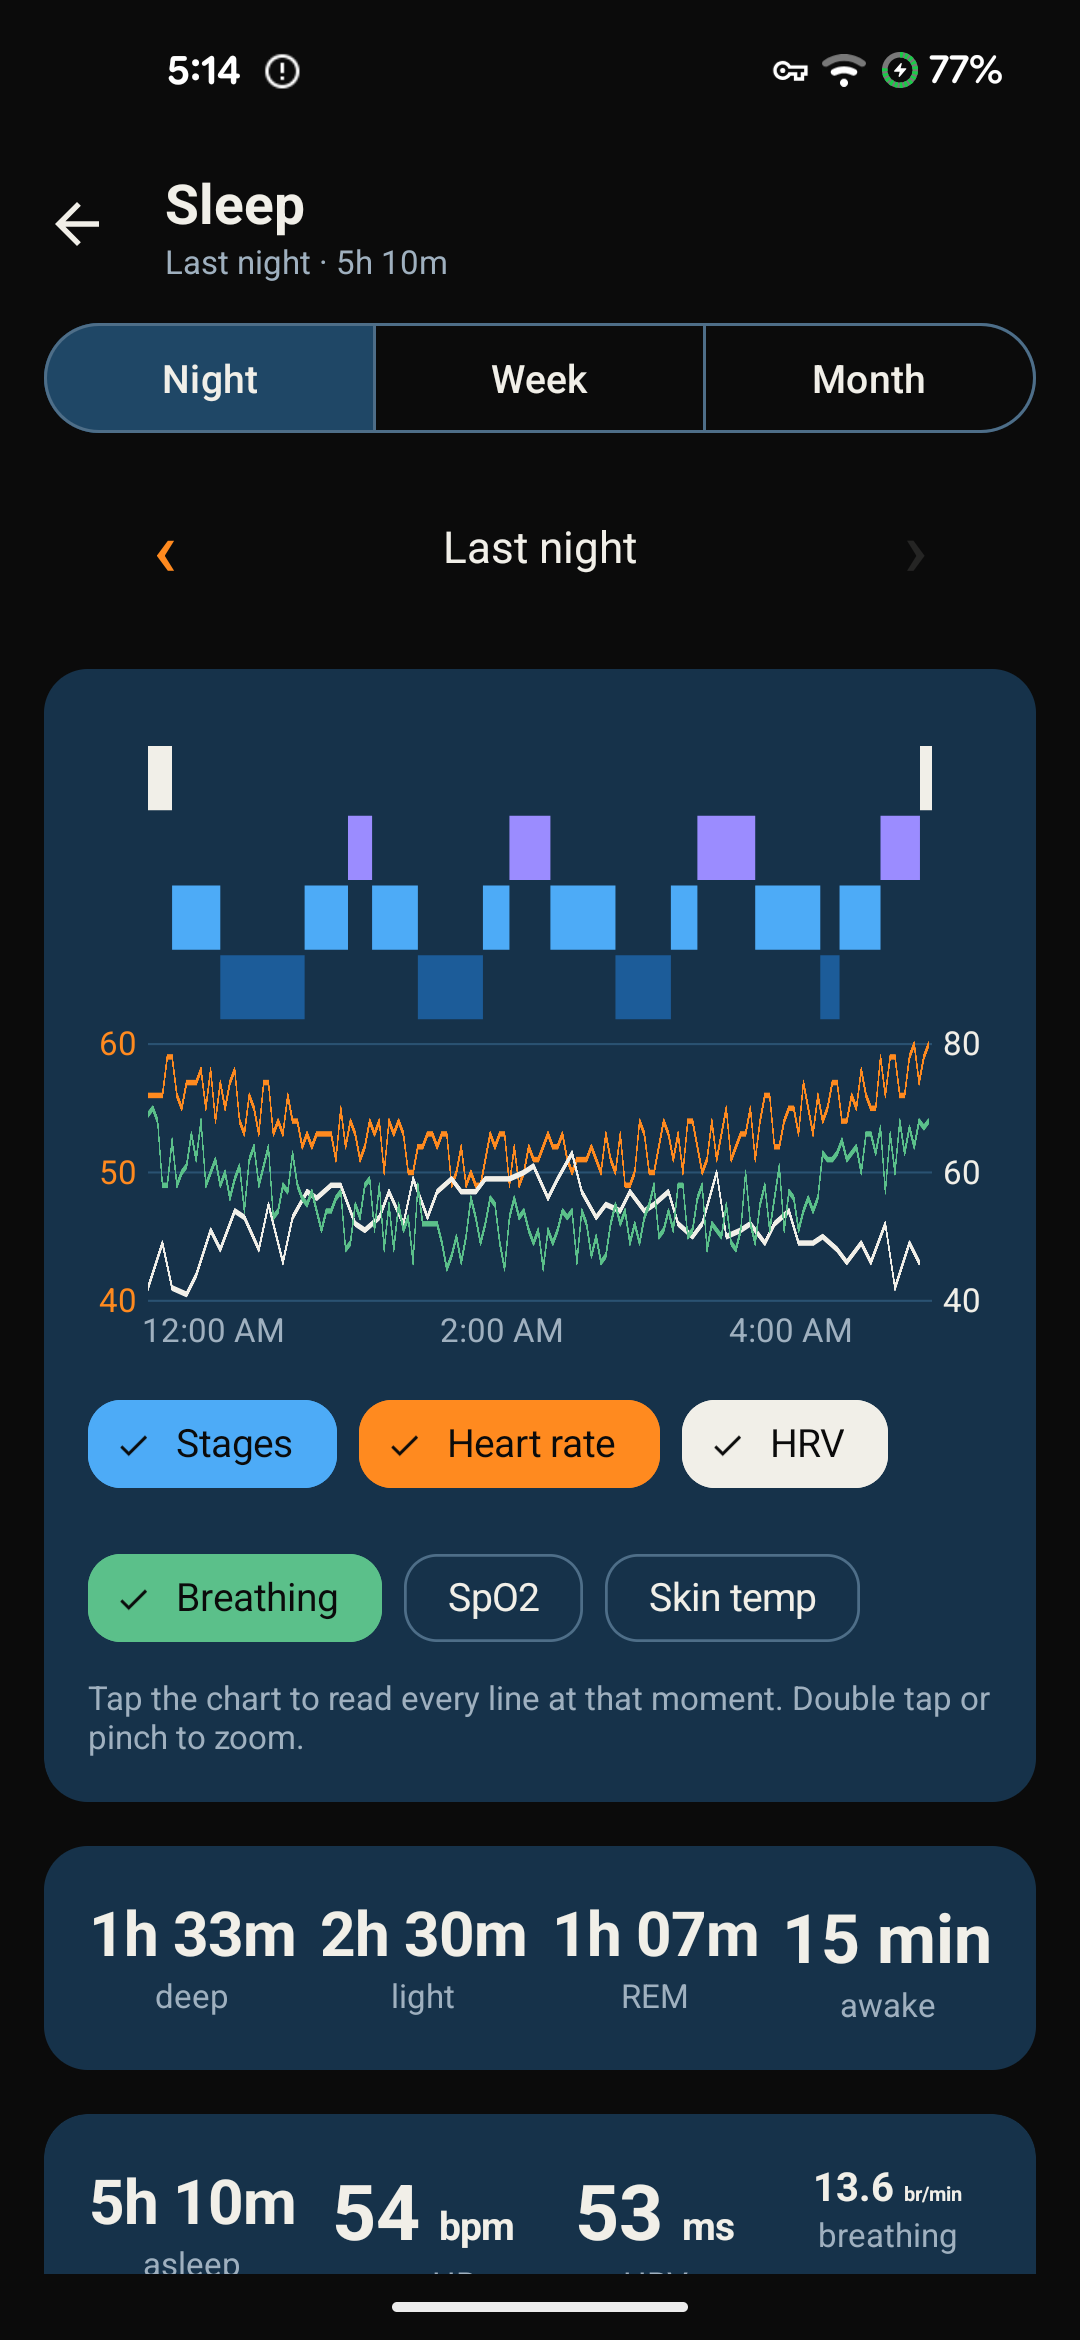 5:14
77%
Sleep
Last night · 5h 10m
Night Week Month
Last night
60 80
50 60
40 40
12:00 AM 2:00 AM 4:00 AM
Stages Heart rate HRV
Breathing SpO2 Skin temp
Tap the chart to read every line at that moment. Double tap or
pinch to zoom.
1h 33m 2h 30m 1h 07m 15 min
deep light REM awake
5h 10m 54 bpm 53 ms 13.6 br/min
asleep breathing